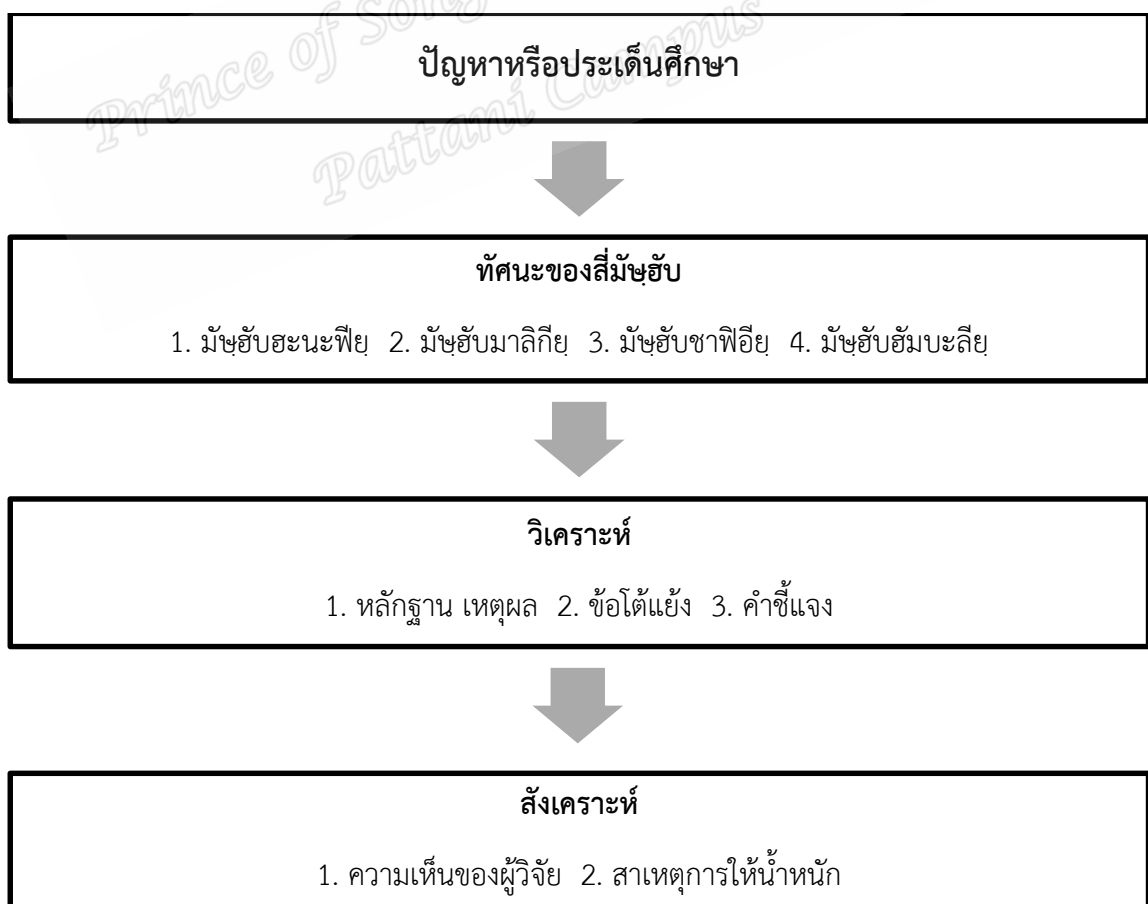 Prince of Song
Pattani Campus
ปัญหาหรือประเด็นศึกษา
ทัศนะของสี่มัษฺฮับ
1. มัษฺฮับฮะนะฟียฺ 2. มัษฺฮับมาลิกียฺ 3. มัษฺฮับชาฟิอียฺ 4. มัษฺฮับฮัมบะลียฺ
วิเคราะห์
1. หลักฐาน เหตุผล 2. ข้อโต้แย้ง 3. คำชี้แจง
สังเคราะห์
1. ความเห็นของผู้วิจัย 2. สาเหตุการให้น้ำหนัก